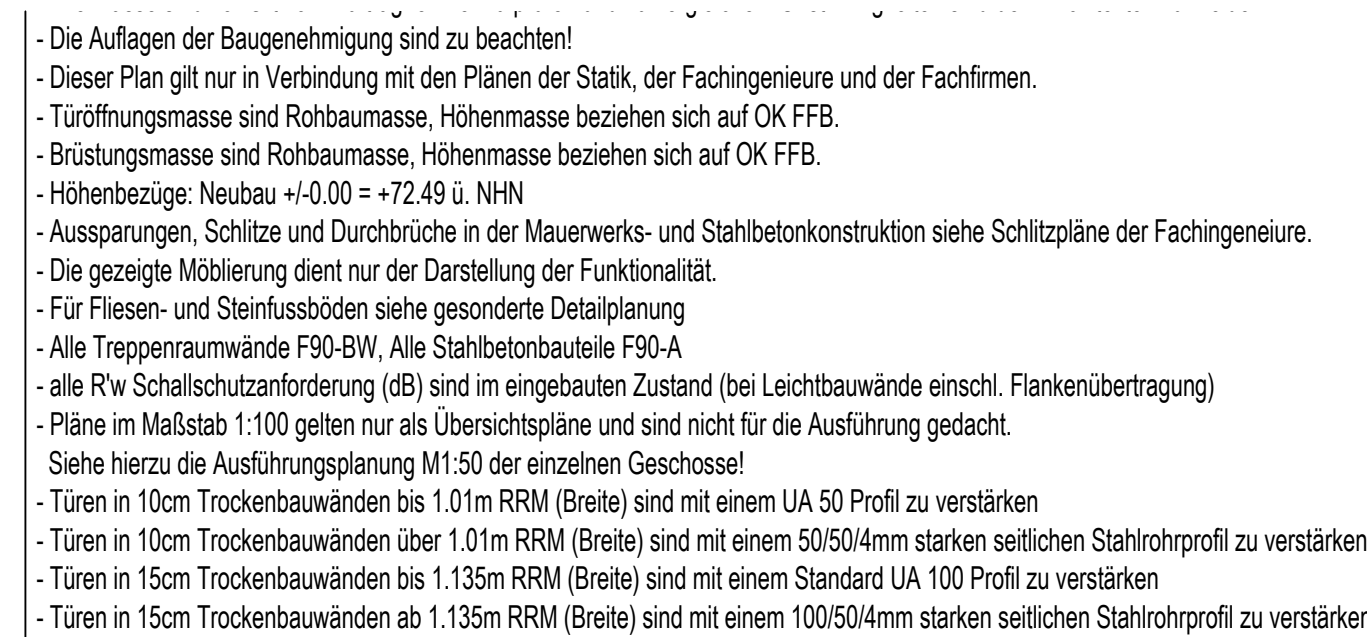 - Die Auflagen der Baugenehmigung sind zu beachten!
- Dieser Plan gilt nur in Verbindung mit den Plänen der Statik, der Fachingenieure und der Fachfirmen.
- Türöffnungsmasse sind Rohbaumasse, Höhenmasse beziehen sich auf OK FFB.
- Brüstungsmasse sind Rohbaumasse, Höhenmasse beziehen sich auf OK FFB.
- Höhenbezüge: Neubau +/-0.00 = +72.49 ü. NHN
- Aussparungen, Schlitze und Durchbrüche in der Mauerwerks- und Stahlbetonkonstruktion siehe Schlitzpläne der Fachingeneiure.
- Die gezeigte Möblierung dient nur der Darstellung der Funktionalität.
- Für Fliesen- und Steinfussböden siehe gesonderte Detailplanung
- Alle Treppenraumwände F90-BW, Alle Stahlbetonbauteile F90-A
- alle R'w Schallschutzanforderung (dB) sind im eingebauten Zustand (bei Leichtbauwände einschl. Flankenübertragung)
- Pläne im Maßstab 1:100 gelten nur als Übersichtspläne und sind nicht für die Ausführung gedacht.
Siehe hierzu die Ausführungsplanung M1:50 der einzelnen Geschosse!
- Türen in 10cm Trockenbauwänden bis 1.01m RRM (Breite) sind mit einem UA 50 Profil zu verstärken
- Türen in 10cm Trockenbauwänden über 1.01m RRM (Breite) sind mit einem 50/50/4mm starken seitlichen Stahlrohrprofil zu verstärken
- Türen in 15cm Trockenbauwänden bis 1.135m RRM (Breite) sind mit einem Standard UA 100 Profil zu verstärken
- Türen in 15cm Trockenbauwänden ab 1.135m RRM (Breite) sind mit einem 100/50/4mm starken seitlichen Stahlrohrprofil zu verstärken